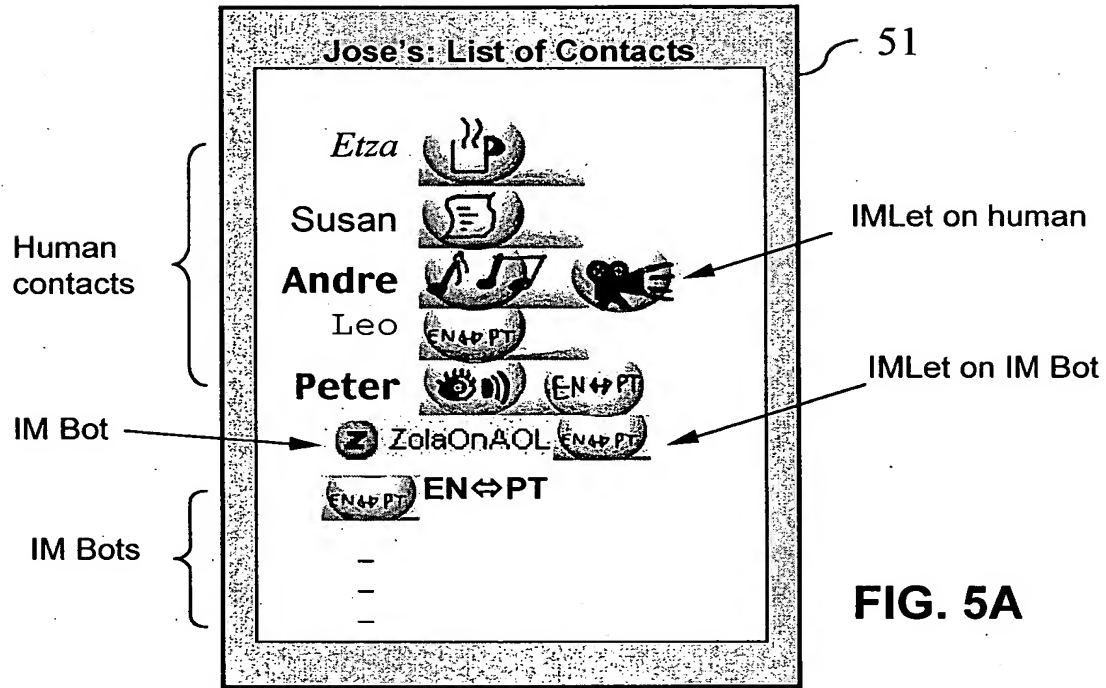 Jose's: List of Contacts
51
Etza
Susan
IMLet on human
Human
contacts
Andre
Leo
EN⇔PT
IMLet on IM Bot
Peter
EN⇔PT
IM Bot
Z ZolaOnAOL EN⇔PT
EN⇔PT EN⇔PT
IM Bots
–
–
–
FIG. 5A